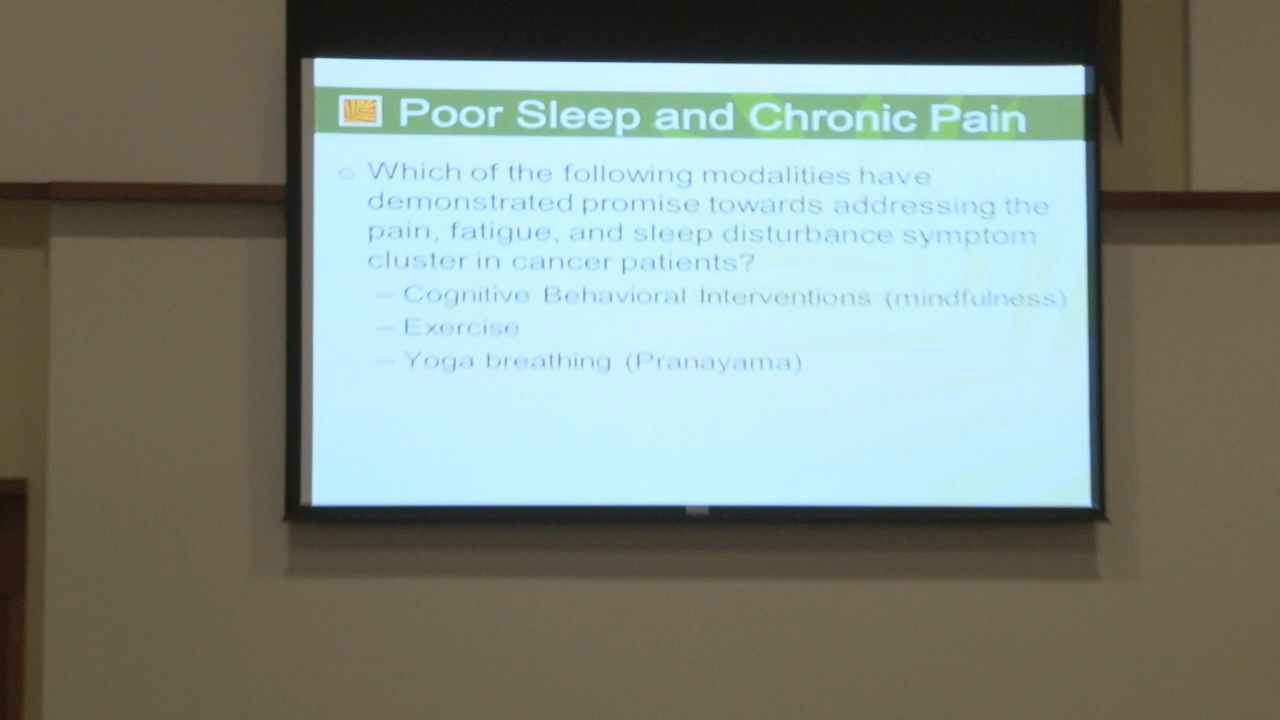 Poor Sleep and Chronic Pain
Which of the following modalities have
demonstrated promise towards addressing the
pain, fatigue, and sleep disturbance symptom
cluster in cancer patients?
– Cognitive Behavioral Interventions (mindfulness)
– Exercise
– Yoga breathing (Pranayama)